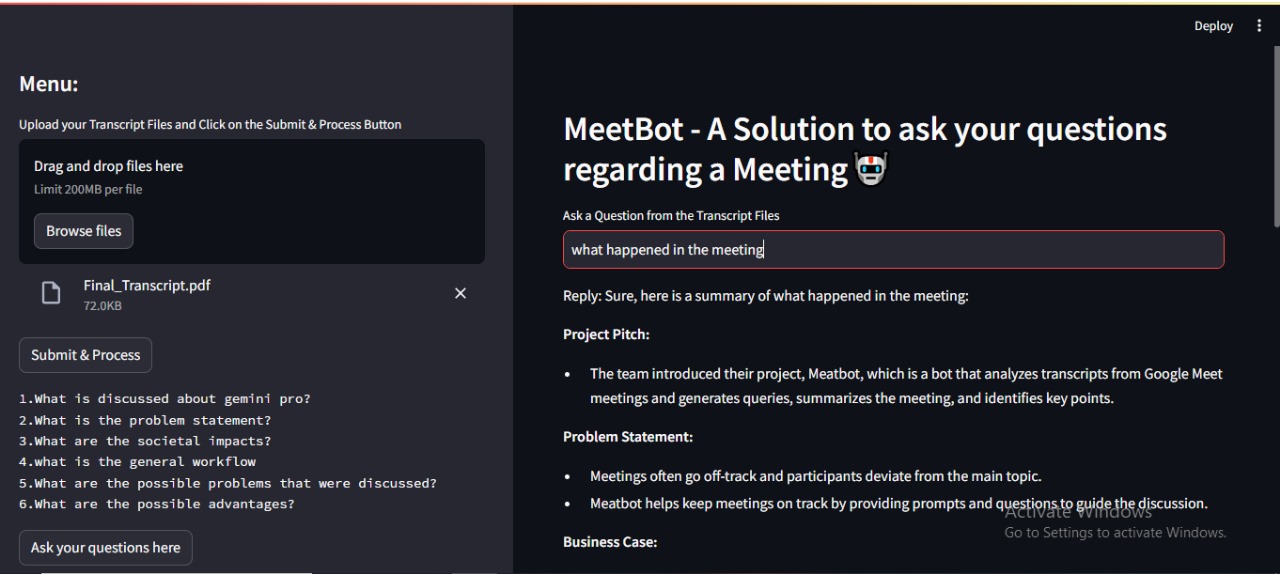 Deploy
Menu:
Upload your Transcript Files and Click on the Submit & Process Button
Drag and drop files here
Limit 200MB per file
Browse files
Final_Transcript.pdf
72.0KB
Submit & Process
1.What is discussed about gemini pro?
2.What is the problem statement?
3.What are the societal impacts?
4.what is the general workflow
5.What are the possible problems that were discussed?
6.What are the possible advantages?
Ask your questions here
MeetBot - A Solution to ask your questions
regarding a Meeting
Ask a Question from the Transcript Files
what happened in the meeting
Reply: Sure, here is a summary of what happened in the meeting:
Project Pitch:
• The team introduced their project, Meatbot, which is a bot that analyzes transcripts from Google Meet
meetings and generates queries, summarizes the meeting, and identifies key points.
Problem Statement:
• Meetings often go off-track and participants deviate from the main topic.
• Meatbot helps keep meetings on track by providing prompts and questions to guide the discussion.
Business Case:
Activate Windows
Go to Settings to activate Windows.